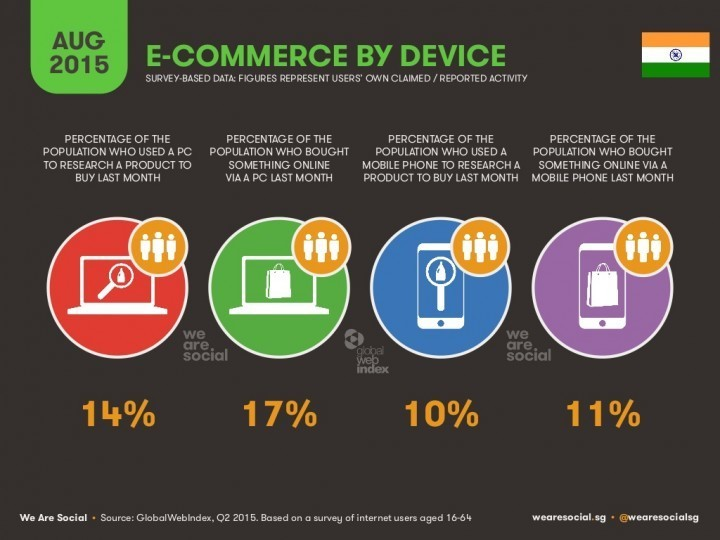 AUG
2015
E-COMMERCE BY DEVICE
SURVEY-BASED DATA: FIGURES REPRESENT USERS' OWN CLAIMED / REPORTED ACTIVITY
PERCENTAGE OF THE
POPULATION WHO USED A PC
TO RESEARCH A PRODUCT TO
BUY LAST MONTH
PERCENTAGE OF THE
POPULATION WHO BOUGHT
SOMETHING ONLINE
VIA A PC LAST MONTH
PERCENTAGE OF THE
POPULATION WHO USED A
MOBILE PHONE TO RESEARCH A
PRODUCT TO BUY LAST MONTH
PERCENTAGE OF THE
POPULATION WHO BOUGHT
SOMETHING ONLINE VIA A
MOBILE PHONE LAST MONTH
we
are
social
global
web
index
we
are
social
14%
17%
10%
11%
We Are Social • Source: GlobalWebIndex, Q2 2015. Based on a survey of internet users aged 16-64
wearesocial.sg • @wearesocialsg